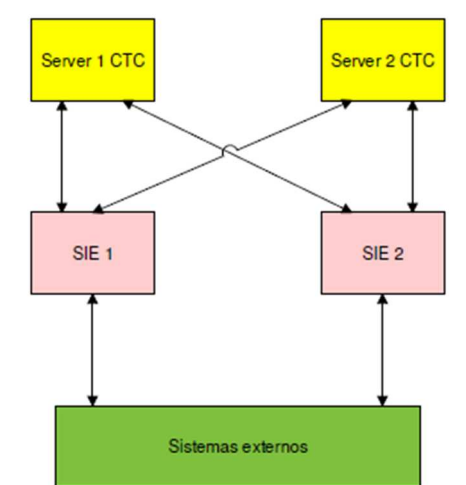 Server 1 CTC
Server 2 CTC
SIE 1
SIE 2
Sistemas externos